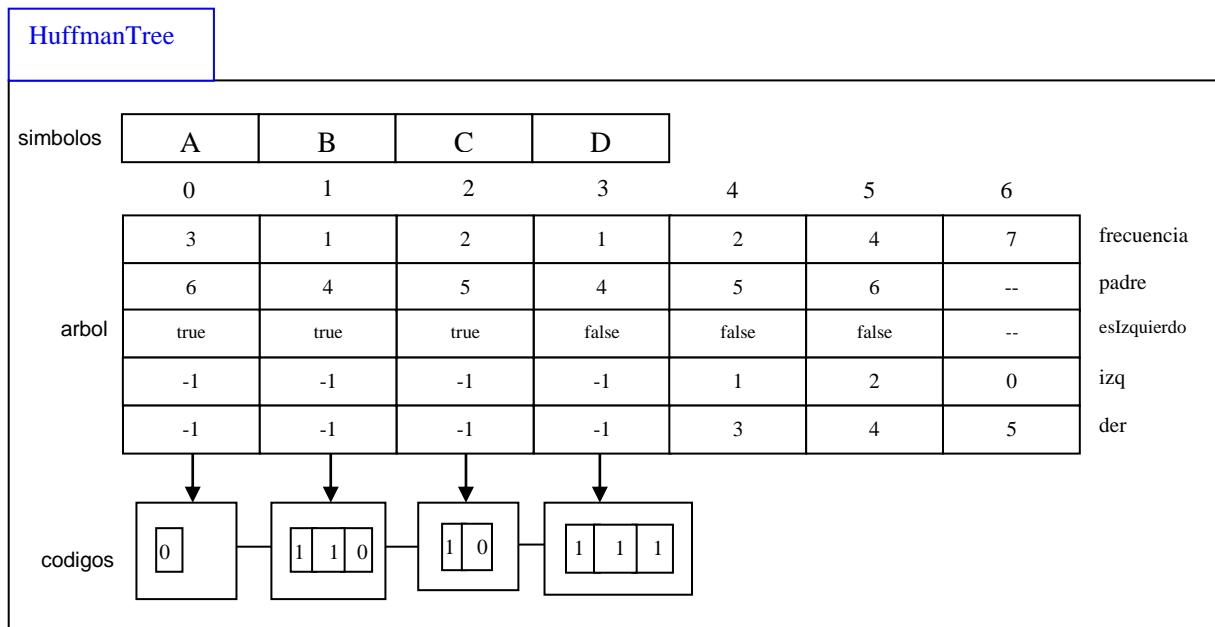 HuffmanTree
simbolos A B C D
0 1 2 3 4 5 6
3 1 2 1 2 4 7 frecuencia
6 4 5 4 5 6 -- padre
arbol true true true false false false -- esIzquierdo
-1 -1 -1 -1 1 2 0 izq
-1 -1 -1 -1 3 4 5 der
codigos 0 1 1 0 1 0 1 1 1